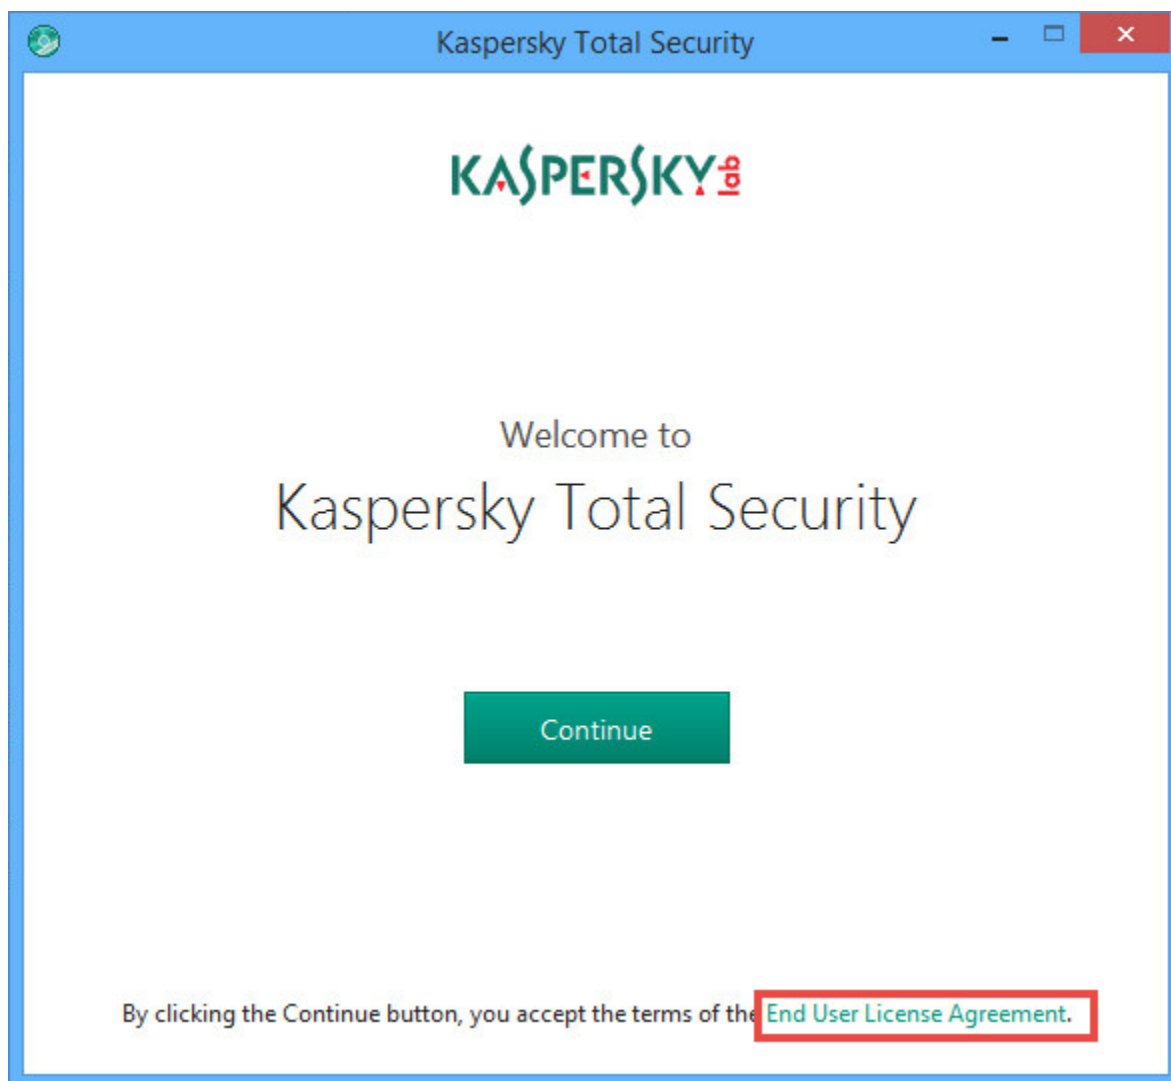 Kaspersky Total Security
KASPERSKY lab
Welcome to
Kaspersky Total Security
Continue
By clicking the Continue button, you accept the terms of the End User License Agreement.